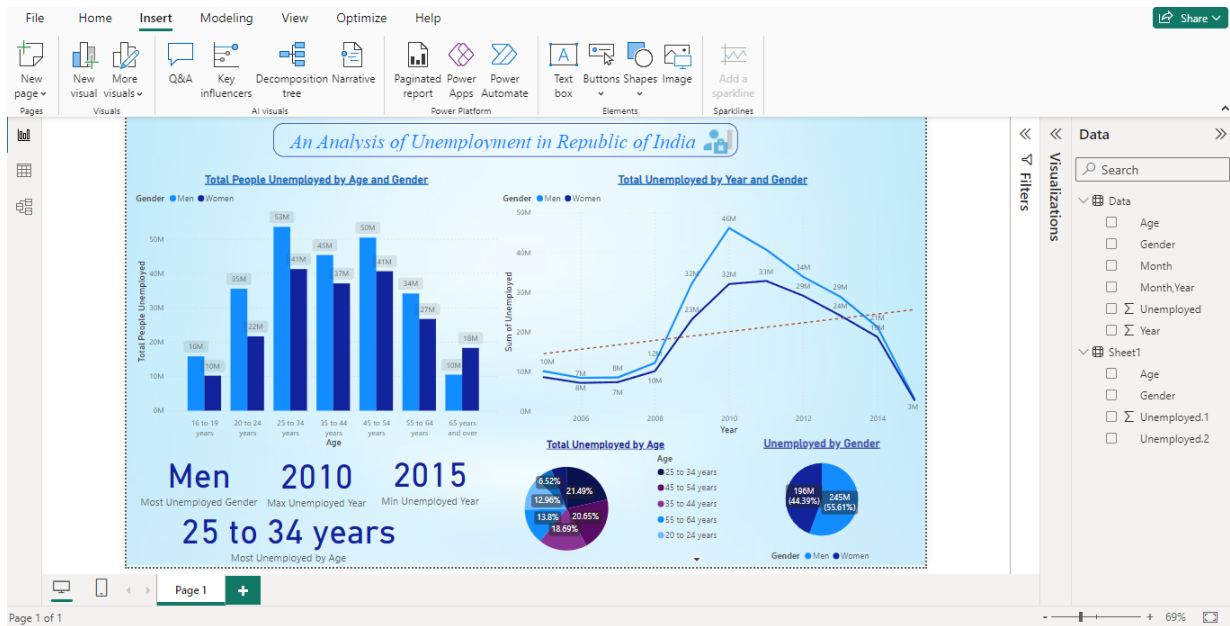 File Home Insert Modeling View Optimize Help
Share
New page
New visual
More visuals
Q&A
Key influencers
Decomposition tree
Narrative
Paginated report
Power Apps
Power Automate
Text box
Buttons
Shapes
Image
Add a sparkline
Pages
Visuals
AI visuals
Power Platform
Elements
Sparklines
An Analysis of Unemployment in Republic of India
Total People Unemployed by Age and Gender
Gender Men Women
Total People Unemployed
50M
40M
30M
20M
10M
0M
16M 10M
35M 22M
53M 41M
45M 37M
50M 41M
34M 27M
10M 18M
16 to 19 years
20 to 24 years
25 to 34 years
35 to 44 years
45 to 54 years
55 to 64 years
65 years and over
Age
Total Unemployed by Year and Gender
Gender Men Women
Sum of Unemployed
50M
40M
30M
20M
10M
0M
10M
7M
6M
8M
7M
12M
10M
32M
23M
46M
32M
33M
34M
29M
29M
24M
21M
19M
3M
2006 2008 2010 2012 2014
Year
Men
Most Unemployed Gender
2010
Max Unemployed Year
2015
Min Unemployed Year
25 to 34 years
Most Unemployed by Age
Total Unemployed by Age
6.52%
21.49%
12.96%
13.8%
20.65%
18.69%
Age
25 to 34 years
45 to 54 years
35 to 44 years
55 to 64 years
20 to 24 years
Unemployed by Gender
196M
(44.39%)
245M
(55.61%)
Gender Men Women
Filters
Visualizations
Data
Search
Data
Age
Gender
Month
Month,Year
Unemployed
Year
Sheet1
Age
Gender
Unemployed.1
Unemployed.2
Page 1
Page 1 of 1
69%